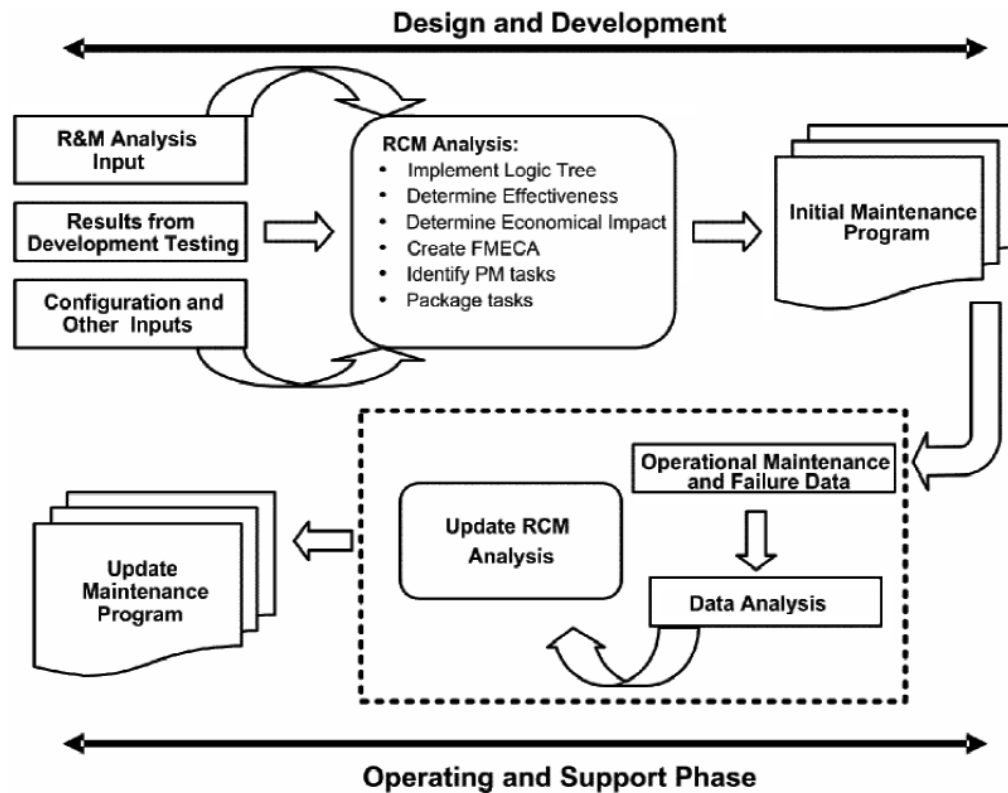 Design and Development
R&M Analysis
Input
Results from
Development Testing
Configuration and
Other Inputs
RCM Analysis:
• Implement Logic Tree
• Determine Effectiveness
• Determine Economical Impact
• Create FMECA
• Identify PM tasks
• Package tasks
Initial Maintenance
Program
Operational Maintenance
and Failure Data
Data Analysis
Update RCM
Analysis
Update
Maintenance
Program
Operating and Support Phase